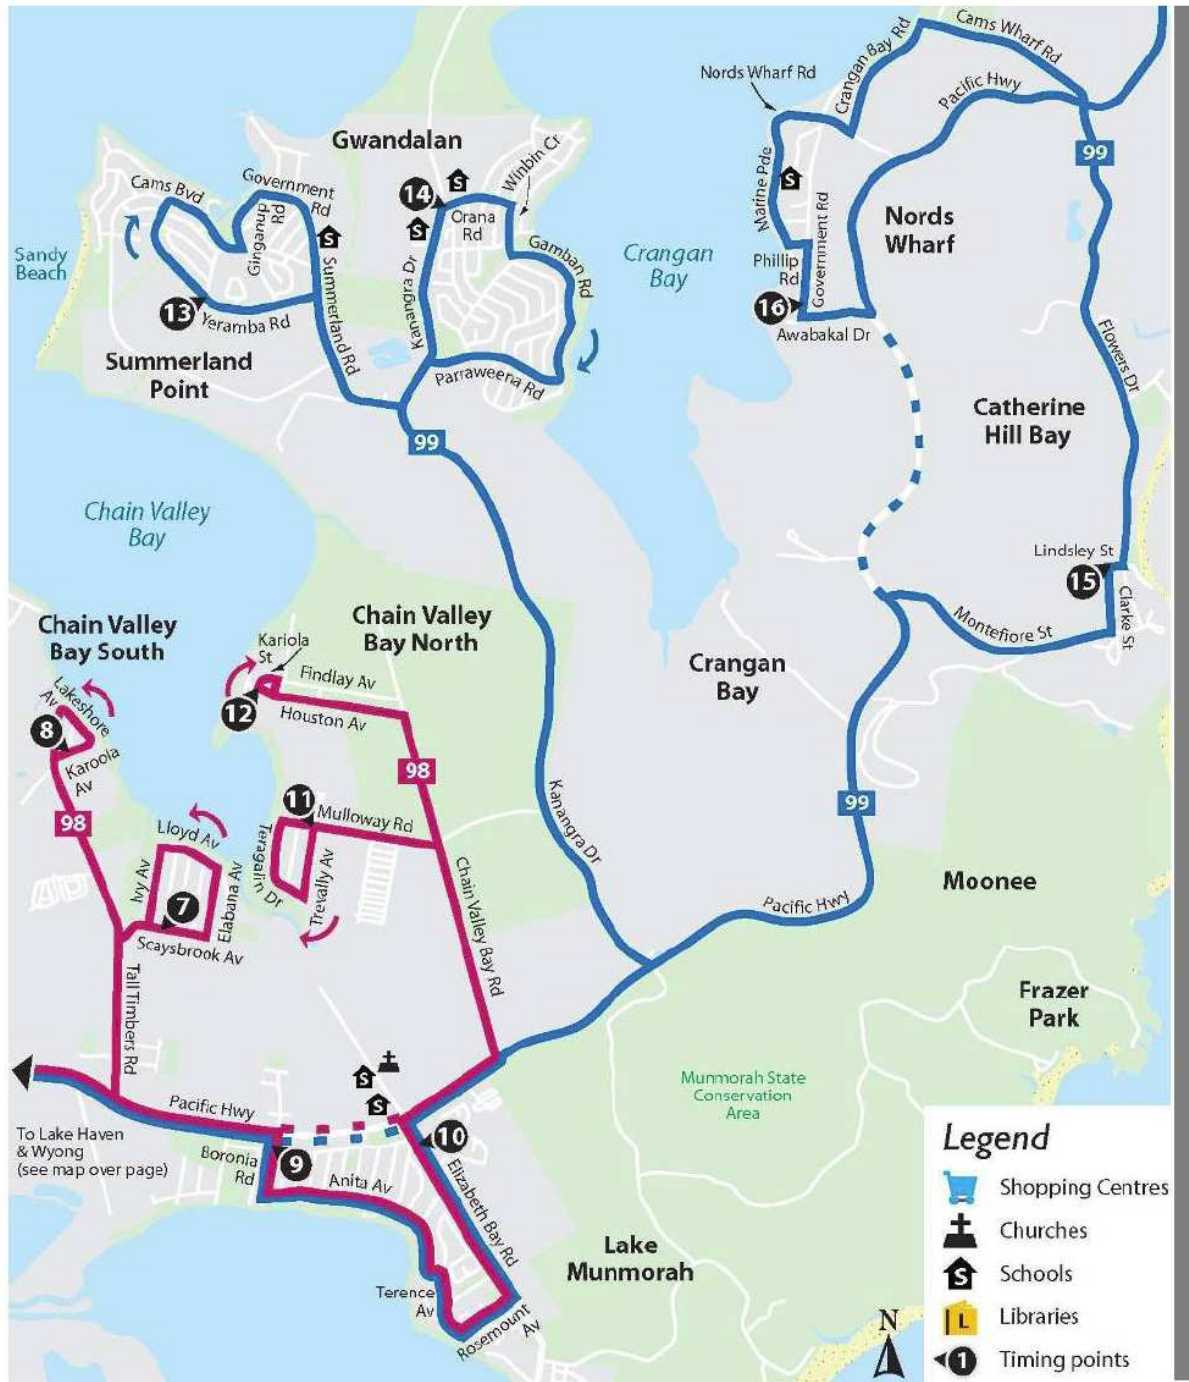 Cams Wharf Rd
Crangan Bay Rd
Nords Wharf Rd
Pacific Hwy
99
Gwandalan
Winbin Cr
Cams Bvd
Government
Rd
Ginganup
Rd
S
14
S
Orana
Rd
S
Marine Pde
S
Government Rd
Nords
Wharf
Sandy
Beach
Gamban Rd
Crangan
Bay
Phillip
Rd
16
Awabakal Dr
13
Yeramba Rd
Summerland Rd
Kanangra Dr
Summerland
Point
Parraweena Rd
Flowers Dr
Catherine
Hill Bay
99
Chain Valley
Bay
Lindsley St
15
Clarke St
Montefiore St
Chain Valley
Bay South
Chain Valley
Bay North
Kariola
St
Findlay Av
Crangan
Bay
Lakeshore
Av
12
Houston Av
8
Karoola
Av
98
98
99
11
Mulloway Rd
Kanangra Dr
Lloyd Av
Teragalin Dr
Trevally Av
Ivy Av
Elabana Av
7
Scaysbrook Av
Chain Valley Bay Rd
Moonee
Pacific Hwy
Tall Timbers Rd
Frazer
Park
S
S
Munmorah State
Conservation
Area
Pacific Hwy
To Lake Haven
& Wyong
(see map over page)
Boronia
Rd
9
10
Anita Av
Elizabeth Bay Rd
Lake
Munmorah
Terence
Av
Rosemount
Av
N
Legend
Shopping Centres
Churches
S Schools
L Libraries
1 Timing points